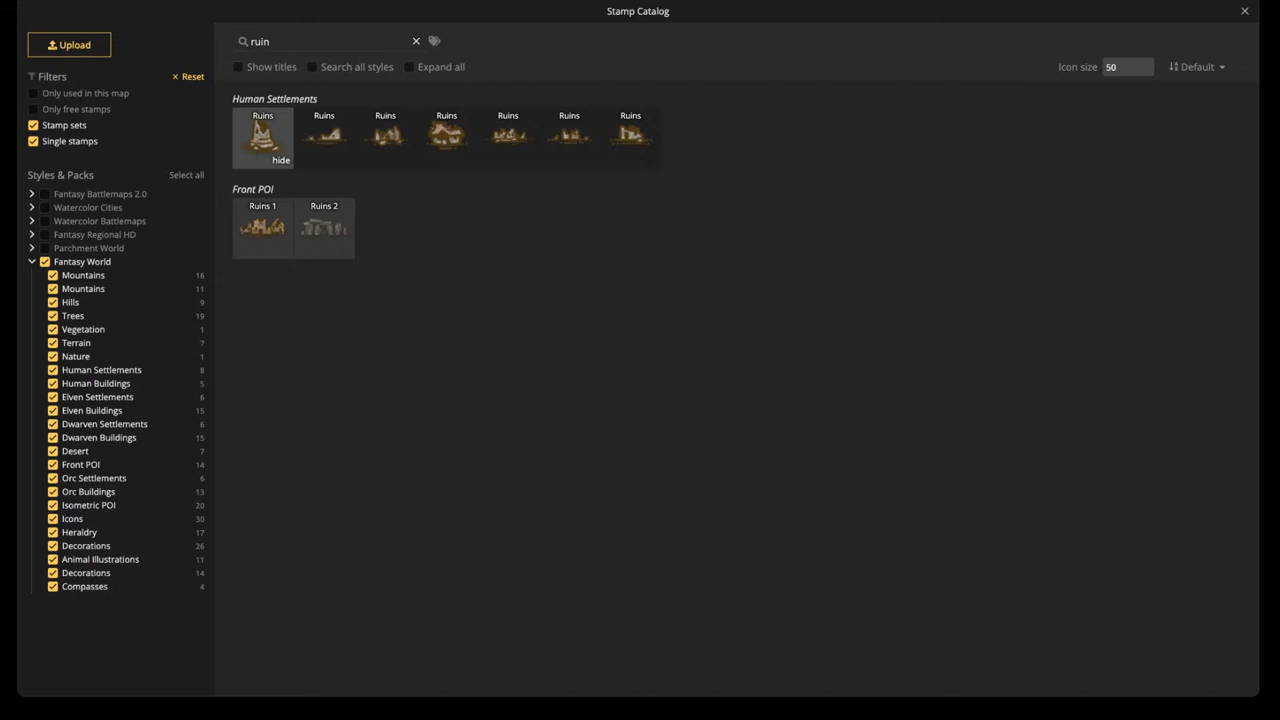 Stamp Catalog
Upload
Filters
Reset
Only used in this map
Only free stamps
Stamp sets
Single stamps
Styles & Packs
Select all
Fantasy Battlemaps 2.0
Watercolor Cities
Watercolor Battlemaps
Fantasy Regional HD
Parchment World
Fantasy World
Mountains 16
Mountains 11
Hills 9
Trees 19
Vegetation 1
Terrain 7
Nature 1
Human Settlements 8
Human Buildings 5
Elven Settlements 6
Elven Buildings 15
Dwarven Settlements 6
Dwarven Buildings 15
Desert 7
Front POI 14
Orc Settlements 6
Orc Buildings 13
Isometric POI 20
Icons 30
Heraldry 17
Decorations 26
Animal Illustrations 11
Decorations 14
Compasses 4
ruin
Show titles
Search all styles
Expand all
Icon size 50
Default
Human Settlements
Ruins Ruins Ruins Ruins Ruins Ruins Ruins
hide
Front POI
Ruins 1 Ruins 2